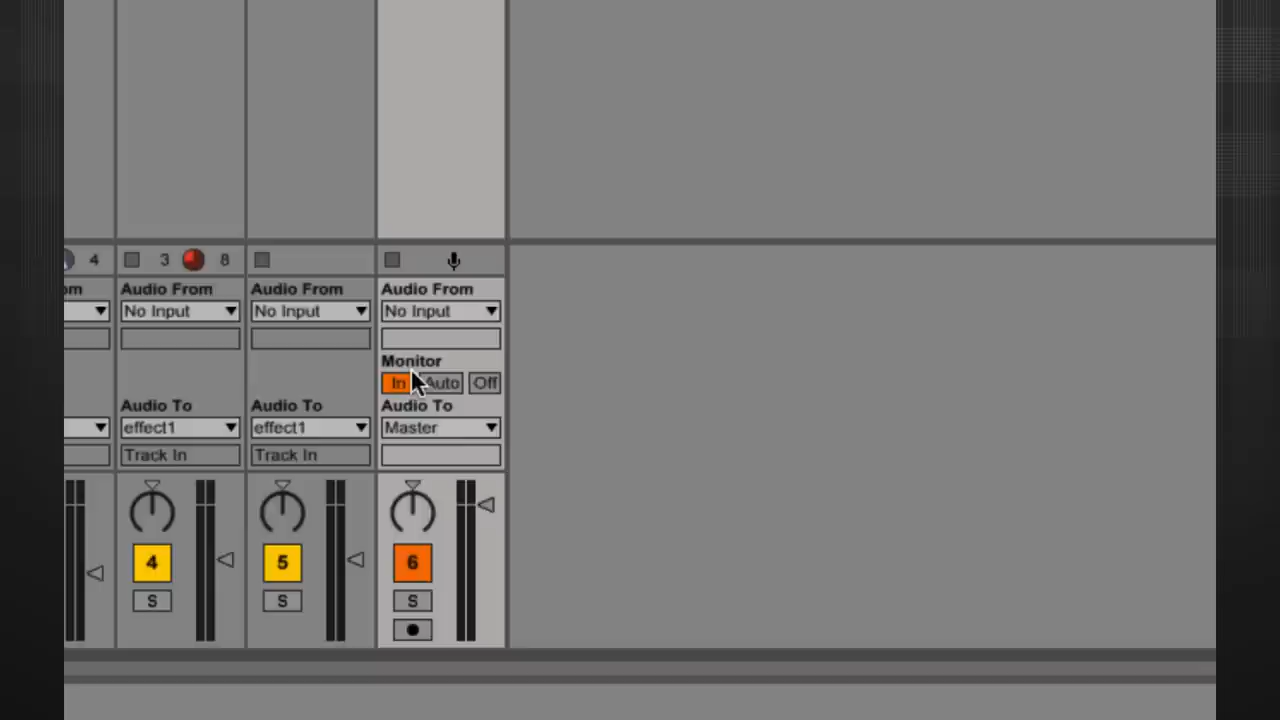 4 3 8
om Audio From Audio From Audio From
No Input No Input No Input
Monitor
In Auto Off
Audio To Audio To Audio To
effect1 effect1 Master
Track In Track In
4 5 6
S S S